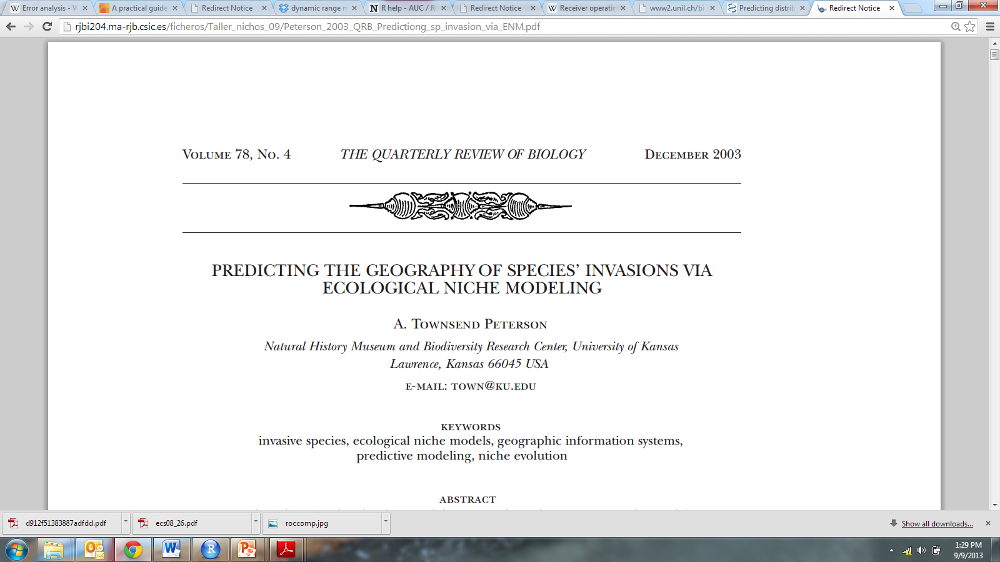 Error analysis - W
A practical guide
Redirect Notice
dynamic range m
R help - AUC / R
Redirect Notice
Receiver operati
www2.unil.ch/bi
Predicting distrib
Redirect Notice
rjbi204.ma-rjb.csic.es/ficheros/Taller_nichos_09/Peterson_2003_QRB_Predictiong_sp_invasion_via_ENM.pdf
VOLUME 78, NO. 4 THE QUARTERLY REVIEW OF BIOLOGY DECEMBER 2003
PREDICTING THE GEOGRAPHY OF SPECIES’ INVASIONS VIA
ECOLOGICAL NICHE MODELING
A. TOWNSEND PETERSON
Natural History Museum and Biodiversity Research Center, University of Kansas
Lawrence, Kansas 66045 USA
E-MAIL: TOWN@KU.EDU
KEYWORDS
invasive species, ecological niche models, geographic information systems,
predictive modeling, niche evolution
ABSTRACT
d912f51383887adfdd.pdf
ecs08_26.pdf
roccomp.jpg
Show all downloads...
1:29 PM
9/9/2013